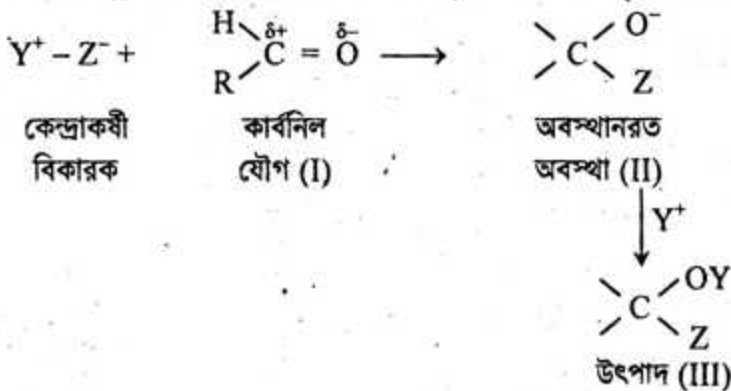 Y⁺ – Z⁻ + H R C^δ+ = O^δ– ⟶ C O⁻ Z
কেন্দ্রাকর্ষী বিকারক
কার্বনিল যৌগ (I)
অবস্থানরত অবস্থা (II)
Y⁺
C OY Z
উৎপাদ (III)